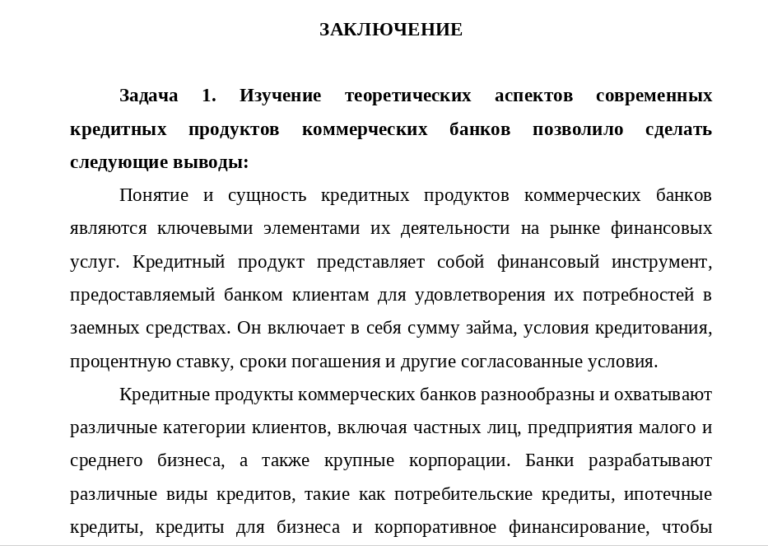 ЗАКЛЮЧЕНИЕ
Задача 1. Изучение теоретических аспектов современных
кредитных продуктов коммерческих банков позволило сделать
следующие выводы:
Понятие и сущность кредитных продуктов коммерческих банков
являются ключевыми элементами их деятельности на рынке финансовых
услуг. Кредитный продукт представляет собой финансовый инструмент,
предоставляемый банком клиентам для удовлетворения их потребностей в
заемных средствах. Он включает в себя сумму займа, условия кредитования,
процентную ставку, сроки погашения и другие согласованные условия.
Кредитные продукты коммерческих банков разнообразны и охватывают
различные категории клиентов, включая частных лиц, предприятия малого и
среднего бизнеса, а также крупные корпорации. Банки разрабатывают
различные виды кредитов, такие как потребительские кредиты, ипотечные
кредиты, кредиты для бизнеса и корпоративное финансирование, чтобы